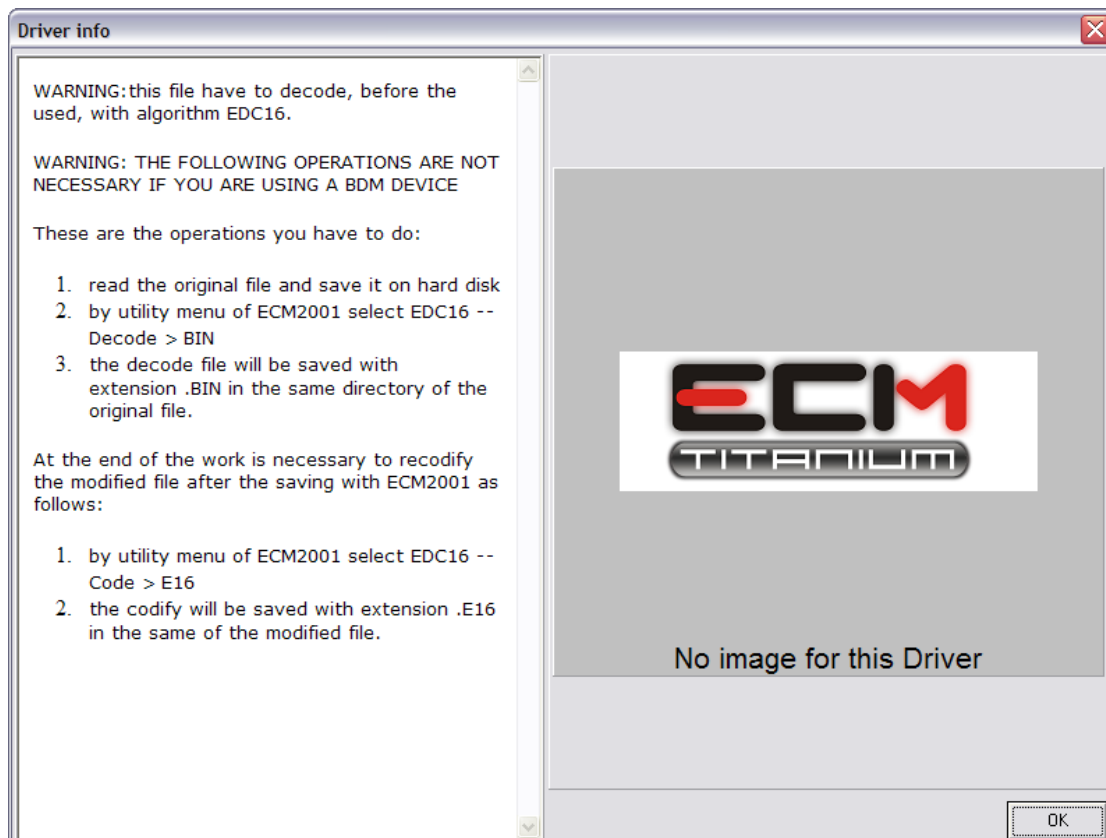 Driver info
WARNING:this file have to decode, before the
used, with algorithm EDC16.
WARNING: THE FOLLOWING OPERATIONS ARE NOT
NECESSARY IF YOU ARE USING A BDM DEVICE
These are the operations you have to do:
1. read the original file and save it on hard disk
2. by utility menu of ECM2001 select EDC16 --
Decode > BIN
3. the decode file will be saved with
extension .BIN in the same directory of the
original file.
At the end of the work is necessary to recodify
the modified file after the saving with ECM2001 as
follows:
1. by utility menu of ECM2001 select EDC16 --
Code > E16
2. the codify will be saved with extension .E16
in the same of the modified file.
ECM
TITANIUM
No image for this Driver
OK